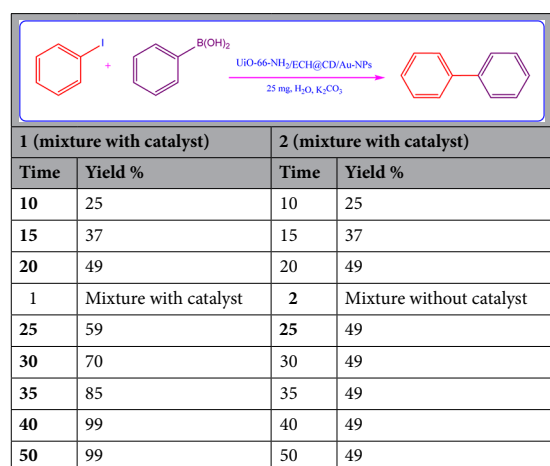 I
+
B(OH)2
UiO-66-NH2/ECH@CD/Au-NPs
25 mg, H2O, K2CO3
1 (mixture with catalyst) 2 (mixture with catalyst)
Time Yield % Time Yield %
10 25 10 25
15 37 15 37
20 49 20 49
1 Mixture with catalyst 2 Mixture without catalyst
25 59 25 49
30 70 30 49
35 85 35 49
40 99 40 49
50 99 50 49